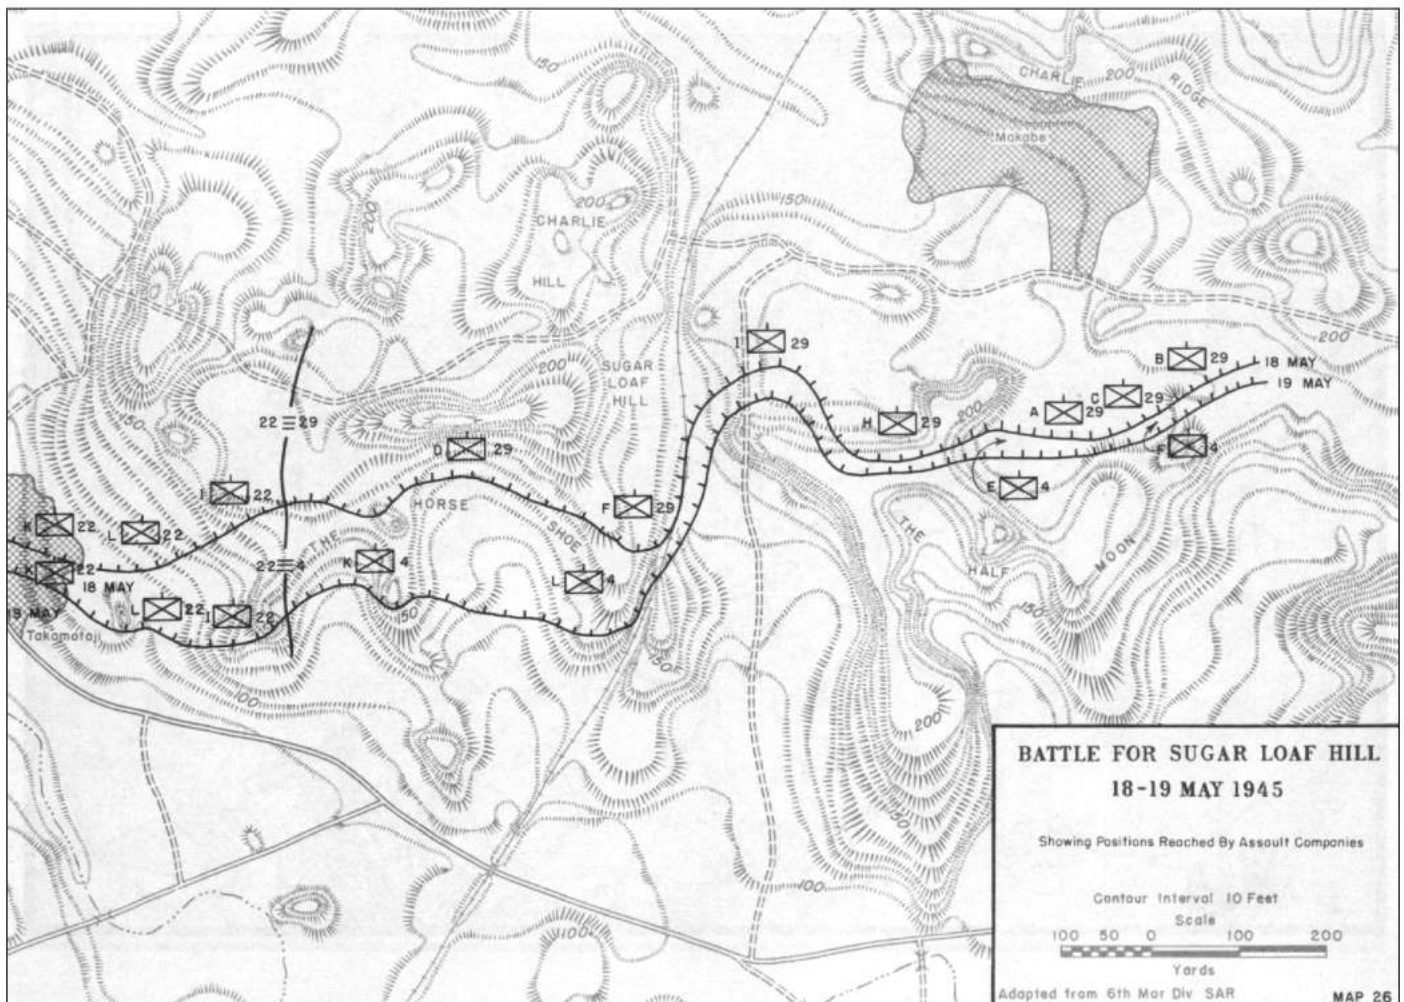 150
CHARLIE 200 RIDGE
Makabe
200
200
CHARLIE
HILL
150
200
SUGAR
LOAF
HILL
200
I 29
B 29
18 MAY
19 MAY
C 29
A 29
H 29
200
F 4
E 4
22 29
D 29
I 22
HORSE
SHOE
F 29
K 22
L 22
THE
22 4
K 4
L 4
K 22
18 MAY
19 MAY
L 22
I 22
Takamotoji
150
150
100
THE
HALF
MOON
150
200
150
100
100
BATTLE FOR SUGAR LOAF HILL
18-19 MAY 1945
Showing Positions Reached By Assault Companies
Contour Interval 10 Feet
Scale
100 50 0 100 200
Yards
Adapted from 6th Mar Div SAR
MAP 26